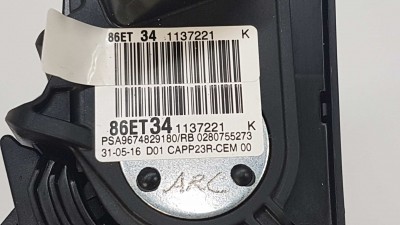 86ET 34 1137221 K
86ET34 1137221 K
PSA9674829180/RB 0280755273
31-05-16 D01 CAPP23R-CEM 00
ARC